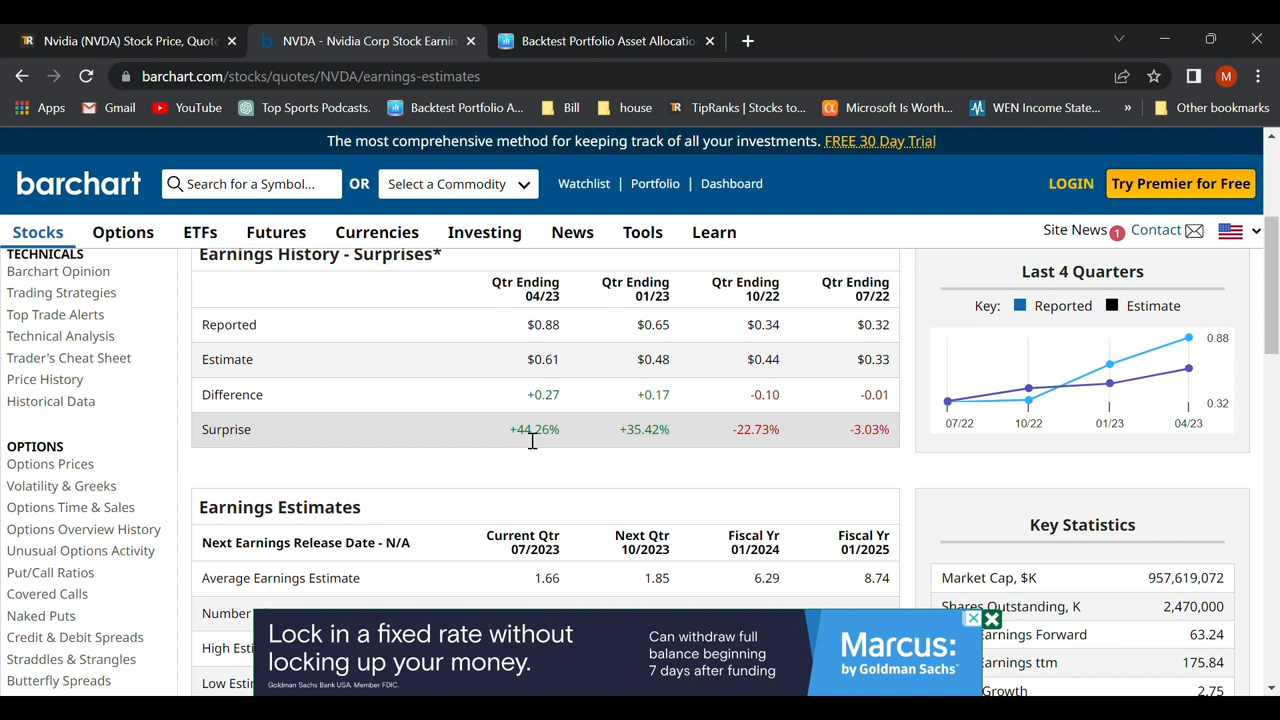 Nvidia (NVDA) Stock Price, Quote
NVDA - Nvidia Corp Stock Earnin
Backtest Portfolio Asset Allocatio
barchart.com/stocks/quotes/NVDA/earnings-estimates
M
Apps Gmail YouTube Top Sports Podcasts. Backtest Portfolio A... Bill house TipRanks | Stocks to... Microsoft Is Worth... WEN Income State... » Other bookmarks
The most comprehensive method for keeping track of all your investments. FREE 30 Day Trial
barchart Search for a Symbol... OR Select a Commodity Watchlist | Portfolio | Dashboard LOGIN Try Premier for Free
Stocks Options ETFs Futures Currencies Investing News Tools Learn Site News 1 Contact
TECHNICALS
Barchart Opinion
Trading Strategies
Top Trade Alerts
Technical Analysis
Trader's Cheat Sheet
Price History
Historical Data
OPTIONS
Options Prices
Volatility & Greeks
Options Time & Sales
Options Overview History
Unusual Options Activity
Put/Call Ratios
Covered Calls
Naked Puts
Credit & Debit Spreads
Straddles & Strangles
Butterfly Spreads
Earnings History - Surprises*
Qtr Ending 04/23 Qtr Ending 01/23 Qtr Ending 10/22 Qtr Ending 07/22
Reported $0.88 $0.65 $0.34 $0.32
Estimate $0.61 $0.48 $0.44 $0.33
Difference +0.27 +0.17 -0.10 -0.01
Surprise +44.26% +35.42% -22.73% -3.03%
Earnings Estimates
Next Earnings Release Date - N/A Current Qtr 07/2023 Next Qtr 10/2023 Fiscal Yr 01/2024 Fiscal Yr 01/2025
Average Earnings Estimate 1.66 1.85 6.29 8.74
Number
High Esti
Low Estir
Last 4 Quarters
Key: Reported Estimate
0.88
0.32
07/22 10/22 01/23 04/23
Key Statistics
Market Cap, $K 957,619,072
Shares Outstanding, K 2,470,000
Earnings Forward 63.24
Earnings ttm 175.84
Growth 2.75
Lock in a fixed rate without
locking up your money.
Goldman Sachs Bank USA. Member FDIC.
Can withdraw full
balance beginning
7 days after funding
Marcus:
by Goldman Sachs®